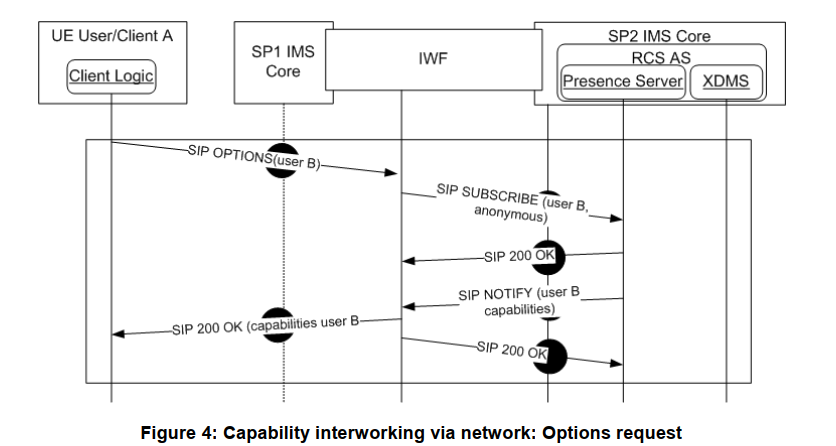 UE User/Client A
Client Logic
SP1 IMS
Core
IWF
SP2 IMS Core
RCS AS
Presence Server
XDMS
SIP OPTIONS(user B)
SIP SUBSCRIBE (user B,
anonymous)
SIP 200 OK
SIP NOTIFY (user B
capabilities)
SIP 200 OK (capabilities user B
SIP 200 OK
Figure 4: Capability interworking via network: Options request